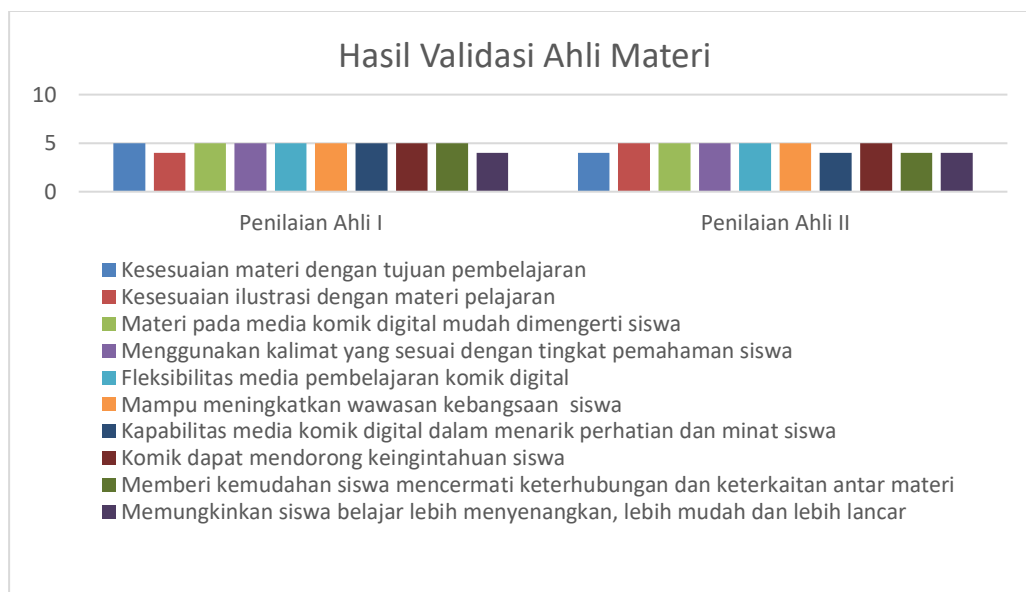 Hasil Validasi Ahli Materi
10
5
0
Penilaian Ahli I
Penilaian Ahli II
Kesesuaian materi dengan tujuan pembelajaran
Kesesuaian ilustrasi dengan materi pelajaran
Materi pada media komik digital mudah dimengerti siswa
Menggunakan kalimat yang sesuai dengan tingkat pemahaman siswa
Fleksibilitas media pembelajaran komik digital
Mampu meningkatkan wawasan kebangsaan siswa
Kapabilitas media komik digital dalam menarik perhatian dan minat siswa
Komik dapat mendorong keingintahuan siswa
Memberi kemudahan siswa mencermati keterhubungan dan keterkaitan antar materi
Memungkinkan siswa belajar lebih menyenangkan, lebih mudah dan lebih lancar